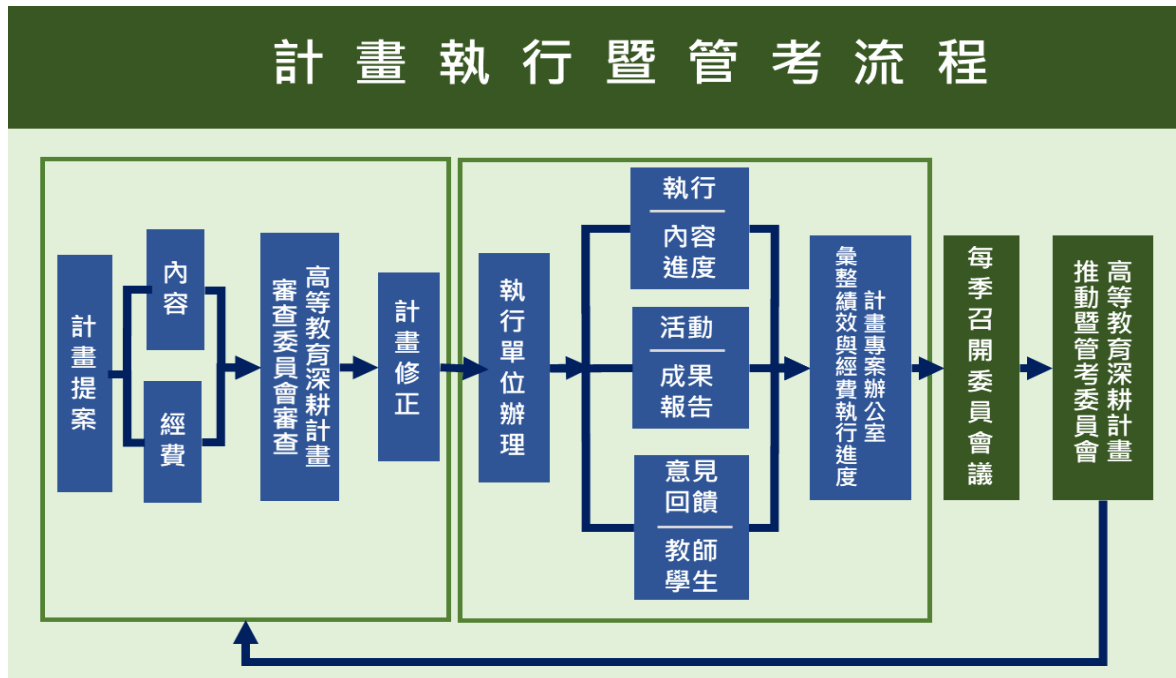 計畫執行暨管考流程
計畫提案
內容
經費
高等教育深耕計畫
審查委員會審查
計畫修正
執行單位辦理
執行
內容
進度
活動
成果
報告
意見
回饋
教師
學生
計畫專案辦公室
彙整績效與經費執行進度
每季召開委員會議
高等教育深耕計畫
推動暨管考委員會